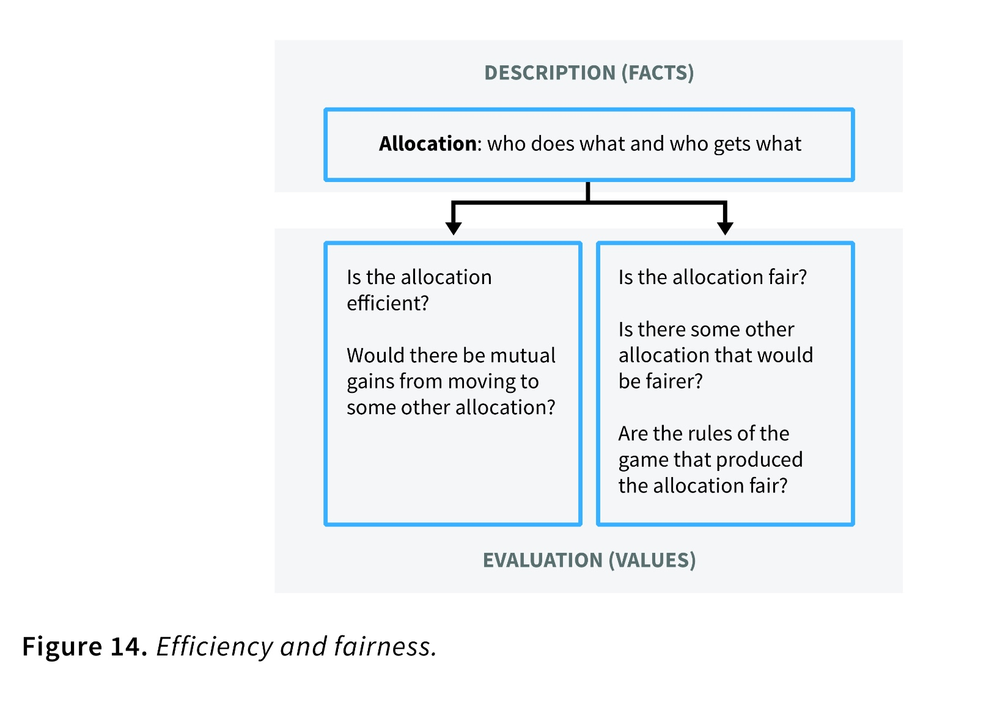 DESCRIPTION (FACTS)
Allocation: who does what and who gets what
Is the allocation
efficient?
Would there be mutual
gains from moving to
some other allocation?
Is the allocation fair?
Is there some other
allocation that would
be fairer?
Are the rules of the
game that produced
the allocation fair?
EVALUATION (VALUES)
Figure 14. Efficiency and fairness.